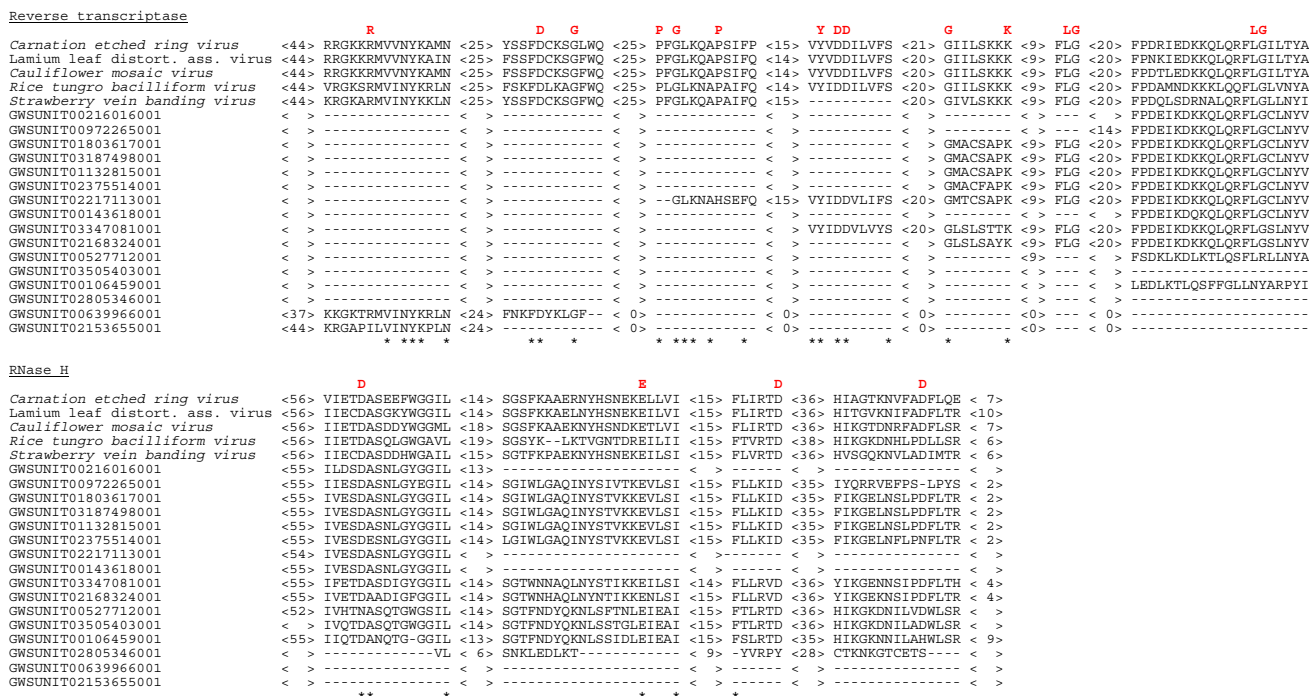 Reverse transcriptase
R D G P G P Y DD G K LG LG
Carnation etched ring virus <44> RRGKKRMVVNYKAMN <25> YSSFDCKSGLWQ <25> PFGLKQAPSIFP <15> VYVDDILVFS <21> GIILSKKK <9> FLG <20> FPDRIEDKKQLQRFLGILTYA
Lamium leaf distort. ass. virus <44> RRGKKRMVVNYKAIN <25> FSSFDCKSGFWQ <25> PFGLKQAPSIFQ <14> VYVDDILVFS <20> GIILSKKK <9> FLG <20> FPNKIEDKKQLQRFLGILTYA
Cauliflower mosaic virus <44> RRGKKRMVVNYKAMN <25> FSSFDCKSGFWQ <25> PFGLKQAPSIFQ <14> VYVDDILVFS <20> GIILSKKK <9> FLG <20> FPDTLEDKKQLQRFLGILTYA
Rice tungro bacilliform virus <44> VRGKSRMVINYKRLN <25> FSKFDLKAGFWQ <25> PLGLKNAPAIFQ <14> VYIDDILVFS <20> GIILSKKK <9> FLG <20> FPDAMNDKKKLQQFLGLVNYA
Strawberry vein banding virus <44> KRGKARMVINYKKLN <25> YSSFDCKSGFWQ <25> PFGLKQAPAIFQ < > ---------- < > GIVLSKKK <9> FLG <20> FPDQLSDRNALQRFLGLLNYI
GWSUNIT00216016001 < > --------------- < > ------------ < > ------------ < > ---------- < > -------- < > --- < > FPDEIKDKKQLQRFLGCLNYV
GWSUNIT00972265001 < > --------------- < > ------------ < > ------------ < > ---------- < > -------- < > --- <14> FPDEIKDKKQLQRFLGCLNYV
GWSUNIT01803617001 < > --------------- < > ------------ < > ------------ < > ---------- < > GMACSAPK <9> FLG <20> FPDEIKDKKQLQRFLGCLNYV
GWSUNIT03187498001 < > --------------- < > ------------ < > ------------ < > ---------- < > GMACSAPK <9> FLG <20> FPDEIKDKKQLQRFLGCLNYV
GWSUNIT01132815001 < > --------------- < > ------------ < > ------------ < > ---------- < > GMACSAPK <9> FLG <20> FPDEIKDKKQLQRFLGCLNYV
GWSUNIT02375514001 < > --------------- < > ------------ < > ------------ < > ---------- < > GMACFAPK <9> FLG <20> FPDEIKDKKQLQRFLGCLNYV
GWSUNIT02217113001 < > --------------- < > ------------ < > --GLKNAHSEFQ <15> VYIDDVLIFS <20> GMTCSAPK <9> FLG <20> FPDEIKDKKQLQRFLGCLNYV
GWSUNIT00143618001 < > --------------- < > ------------ < > ------------ < > ---------- < > -------- < > --- < > FPDEIKDQKQLQRFLGCLNYV
GWSUNIT03347081001 < > --------------- < > ------------ < > ------------ < > VYIDDVLVYS <20> GLSLSTTK <9> FLG <20> FPDEIKDKKQLQRFLGSLNYV
GWSUNIT02168324001 < > --------------- < > ------------ < > ------------ < > ---------- < > GLSLSAYK <9> FLG <20> FPDEIKDKKQLQRFLGSLNYV
GWSUNIT00527712001 < > --------------- < > ------------ < > ------------ < > ---------- < > -------- <9> --- < > FSDKLKDLKTLQSFLRLLNYA
GWSUNIT03505403001 < > --------------- < > ------------ < > ------------ < > ---------- < > -------- < > --- < > ---------------------
GWSUNIT00106459001 < > --------------- < > ------------ < > ------------ < > ---------- < > -------- < > --- < > LEDLKTLQSFFGLLNYARPYI
GWSUNIT02805346001 < > --------------- < > ------------ < > ------------ < > ---------- < > -------- < > --- < > ---------------------
GWSUNIT00639966001 <37> KKGKTRMVINYKRLN <24> FNKFDYKLGF-- < 0> ------------ < 0> ---------- < 0> -------- <0> --- <0> ---------------------
GWSUNIT02153655001 <44> KRGAPILVINYKPLN <24> ------------ < 0> ------------ < 0> ---------- < 0> -------- <0> --- <0> ---------------------
* *** * ** * * *** * * ** ** * * *
RNase H
D E D D
Carnation etched ring virus <56> VIETDASEEFWGGIL <14> SGSFKAAERNYHSNEKELLVI <15> FLIRTD <36> HIAGTKNVFADFLQE < 7>
Lamium leaf distort. ass. virus <56> IIECDASGKYWGGIL <14> SGSFKKAELNYHSNEKEILVI <15> FLIRTD <36> HITGVKNIFADFLTR <10>
Cauliflower mosaic virus <56> IIETDASDDYWGGML <18> SGSFKAAEKNYHSNDKETLVI <15> FLIRTD <36> HIKGTDNRFADFLSR < 3>
Rice tungro bacilliform virus <56> IIETDASQLGWGAVL <19> SGSYK--LKTVGNTDREILII <14> FTVRTD <36> HIKGKDNHLPDLLSR < 6>
Strawberry vein banding virus <56> IIECDASDDHWGAIL <15> SGTFKPAEKNYHSNEKEILSI <15> FLVRTD <36> HVSGQKNVLADIMTR < 6>
GWSUNIT00216016001 <55> ILDSDASNLGYGGIL <13> --------------------- < > ------ < > --------------- < >
GWSUNIT00972265001 <55> IIESDASNLGYEGIL <14> SGIWLGAQINYSIVTKEVLSI <15> FLLKID <35> IYQRRVEFPS-LPYS < 2>
GWSUNIT01803617001 <55> IVESDASNLGYGGIL <14> SGIWLGAQINYSTVKKEVLSI <15> FLLKID <35> FIKGELNSLPDFLTR < 2>
GWSUNIT03187498001 <55> IVESDASNLGYGGIL <14> SGIWLGAQINYSTVKKEVLSI <15> FLLKID <35> FIKGELNSLPDFLTR < 2>
GWSUNIT01132815001 <55> IVESDASNLGYGGIL <14> SGIWLGAQINYSTVKKEVLSI <15> FLLKID <35> FIKGELNSLPDFLTR < 2>
GWSUNIT02375514001 <55> IVESDESNLGYGGIL <14> LGIWLGAQINYSTVKKEVLSI <15> FLLKID <35> FIKGELNFLPNFLTR < 2>
GWSUNIT02217113001 <54> IVESDASNLGYGGIL < > --------------------- < > ------ < > --------------- < >
GWSUNIT00143618001 < > --------------- < > --------------------- < > ------ < > --------------- < >
GWSUNIT03347081001 <55> IFETDASDIGYGGIL <14> SGTWNNAQLNYSTIKKEILSI <14> FLLRVD <36> YIKGENNSIPDFLTH < 4>
GWSUNIT02168324001 <55> IVETDAADIGFGGIL <14> SGTWNHAQLNYNTIKKENLSI <15> FLLRVD <36> YIKGEKNSIPDFLTR < 4>
GWSUNIT00527712001 <52> IVHTNASQTGWGSIL <14> SGTFNDYQKNLSFTNLEIEAI <15> FTLRTD <36> HIKGKDNILVDWLSR < >
GWSUNIT03505403001 < > IVQTDASQTGWGGIL <14> SGTFNDYQKNLSSTGLEIEAI <15> FTLRTD <36> HIKGKDNILADWLSR < >
GWSUNIT00106459001 <55> IIQTDANQTG-GGIL <13> SGTFNDYQKNLSSIDLEIEAI <15> FSLRTD <36> HIKGKNNILAHWLSR < 9>
GWSUNIT02805346001 < > -------------VL < 6> SNKLEDLKT------------ < 9> -YVRPY <28> CTKNKGTCETS---- < >
GWSUNIT00639966001 < > --------------- < > --------------------- < > ------ < > --------------- < >
GWSUNIT02153655001 < > --------------- < > --------------------- < > ------ < > --------------- < >
** * * * *